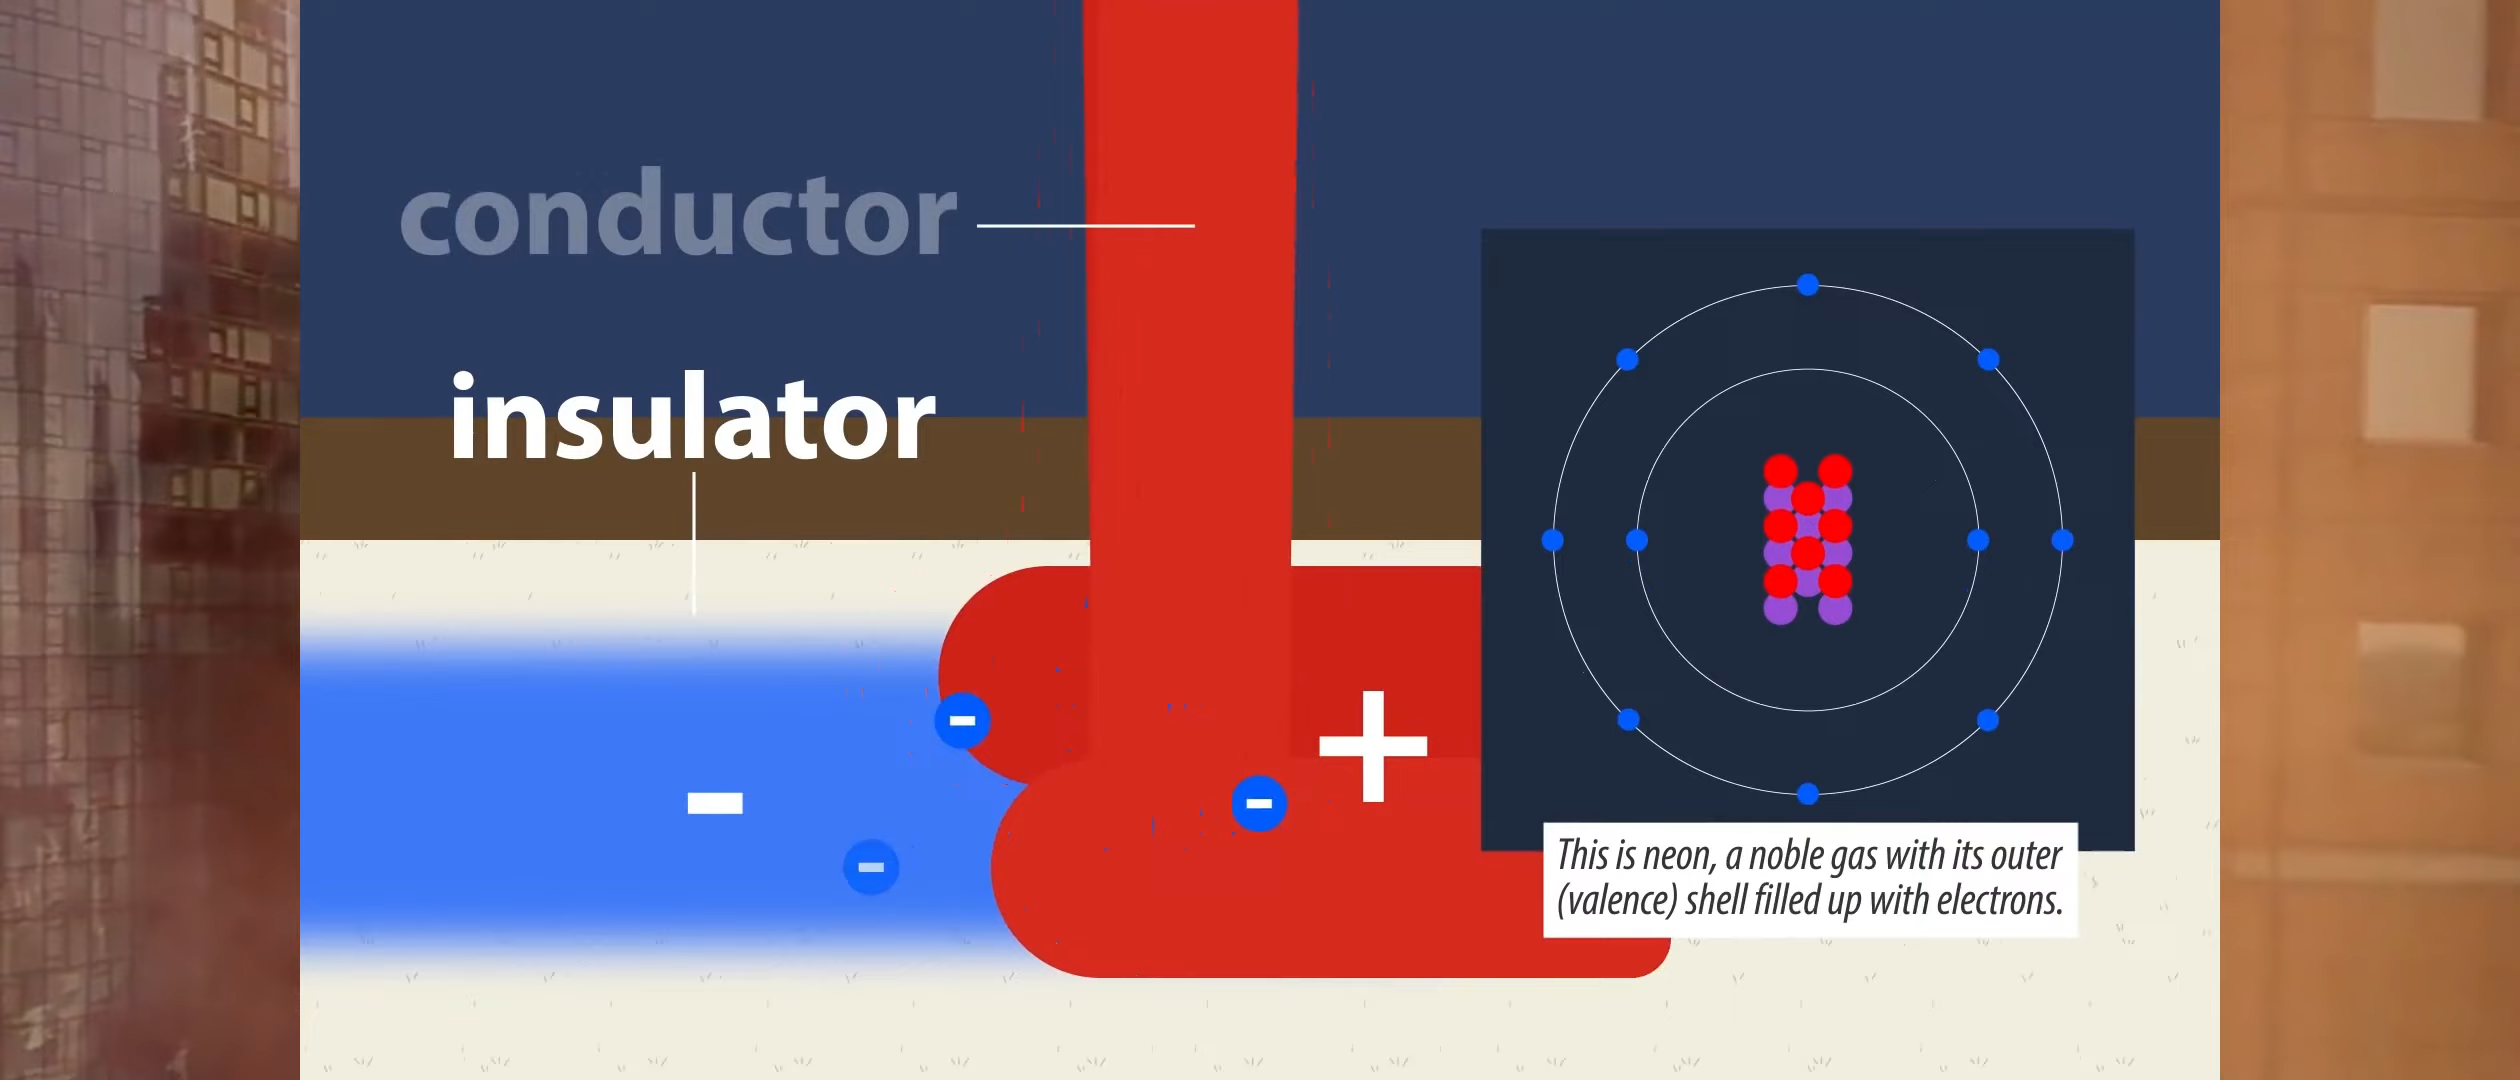 conductor
insulator
-
-
-
-
+
This is neon, a noble gas with its outer
(valence) shell filled up with electrons.